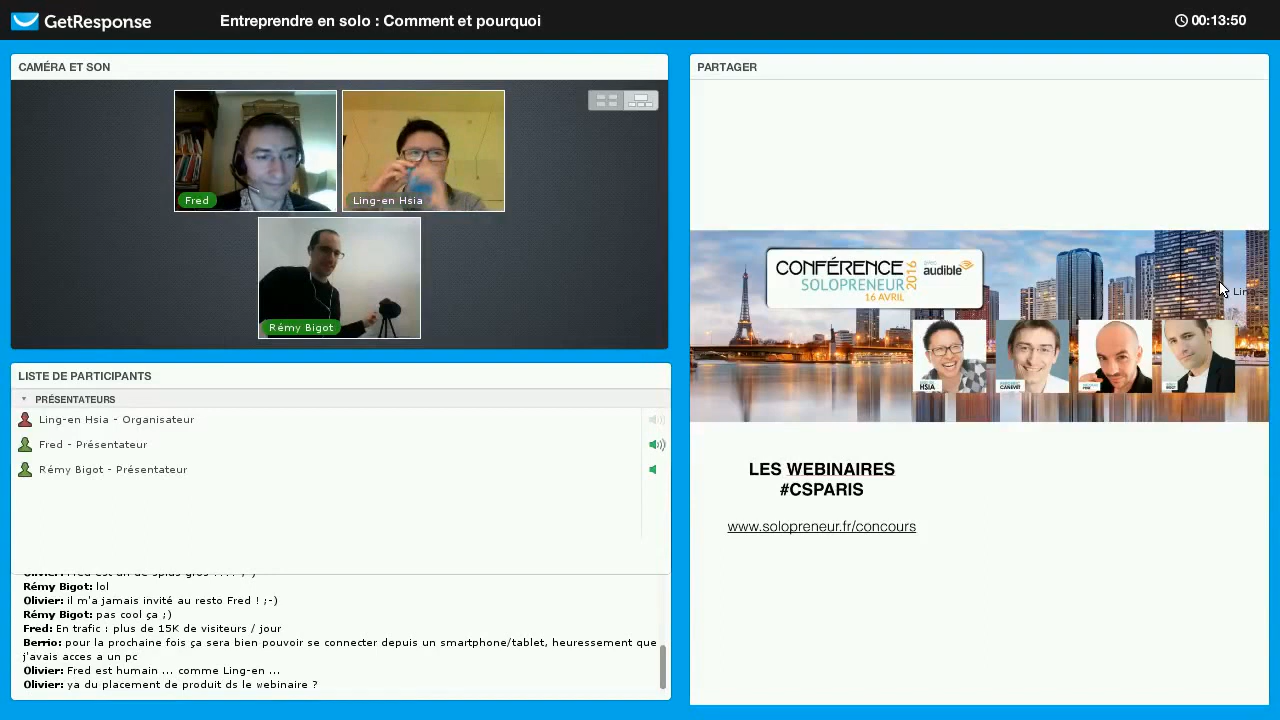 GetResponse
Entreprendre en solo : Comment et pourquoi
00:13:50
CAMÉRA ET SON
Fred
Ling-en Hsia
Rémy Bigot
LISTE DE PARTICIPANTS
PRÉSENTATEURS
Ling-en Hsia - Organisateur
Fred - Présentateur
Rémy Bigot - Présentateur
Rémy Bigot: lol
Olivier: il m'a jamais invité au resto Fred ! ;-)
Rémy Bigot: pas cool ça ;)
Fred: En trafic : plus de 15K de visiteurs / jour
Berrio: pour la prochaine fois ça sera bien pouvoir se connecter depuis un smartphone/tablet, heuressement que
j'avais acces a un pc
Olivier: Fred est humain ... comme Ling-en ...
Olivier: ya du placement de produit ds le webinaire ?
PARTAGER
CONFÉRENCE
SOLOPRENEUR
2016
16 AVRIL
audible
HSIA
CANEVET
LES WEBINAIRES
#CSPARIS
www.solopreneur.fr/concours